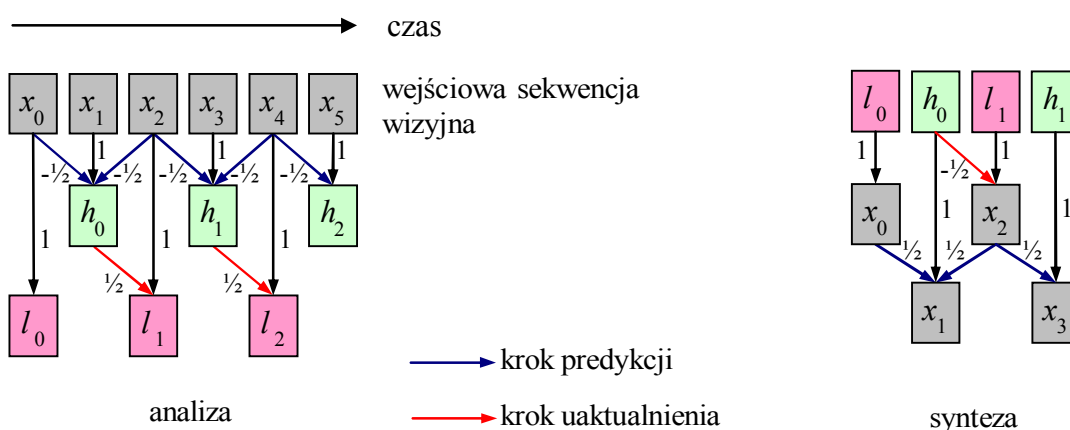 czas
wejściowa sekwencja
wizyjna
x₀ x₁ x₂ x₃ x₄ x₅
1 1 1
-½ -½ -½ -½ -½
h₀ h₁ h₂
1 1 1
½ ½
l₀ l₁ l₂
analiza
krok predykcji
krok uaktualnienia
l₀ h₀ l₁ h₁
1 -½ 1
x₀ 1 x₂ 1
½ ½ ½
x₁ x₃
synteza